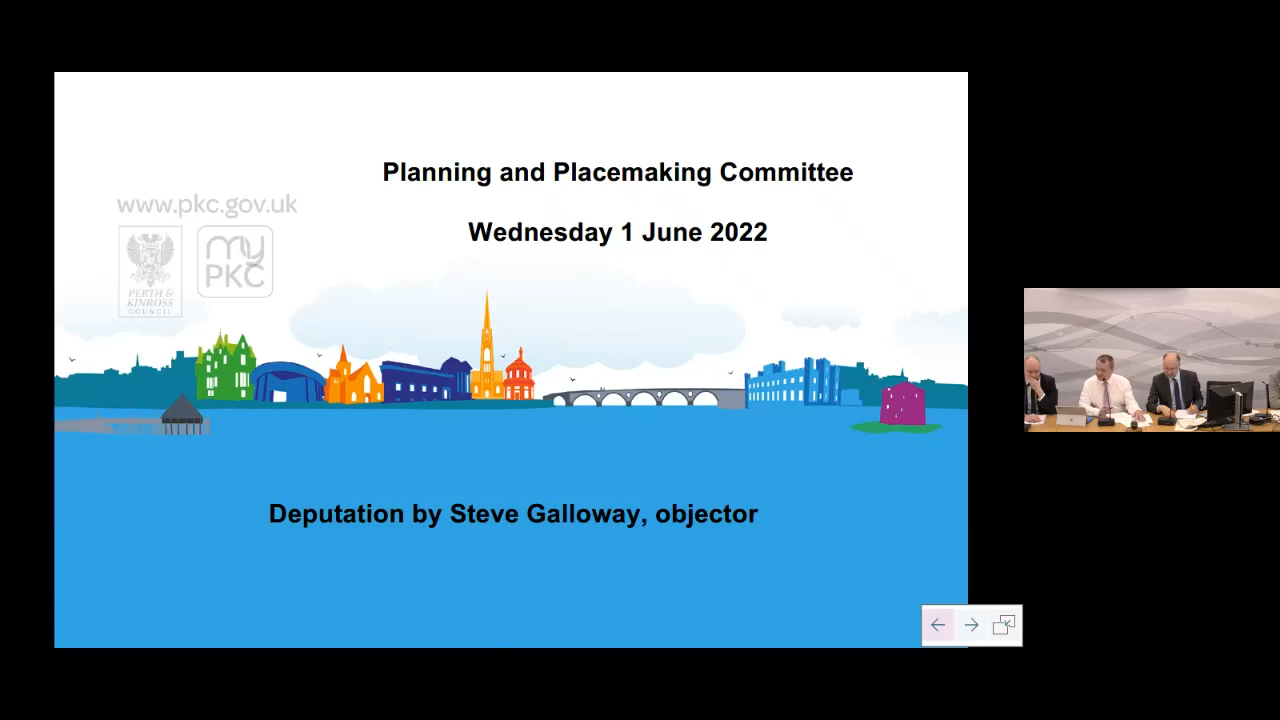 Planning and Placemaking Committee
www.pkc.gov.uk
Wednesday 1 June 2022
my
PKC
PERTH &
KINROSS
COUNCIL
Deputation by Steve Galloway, objector